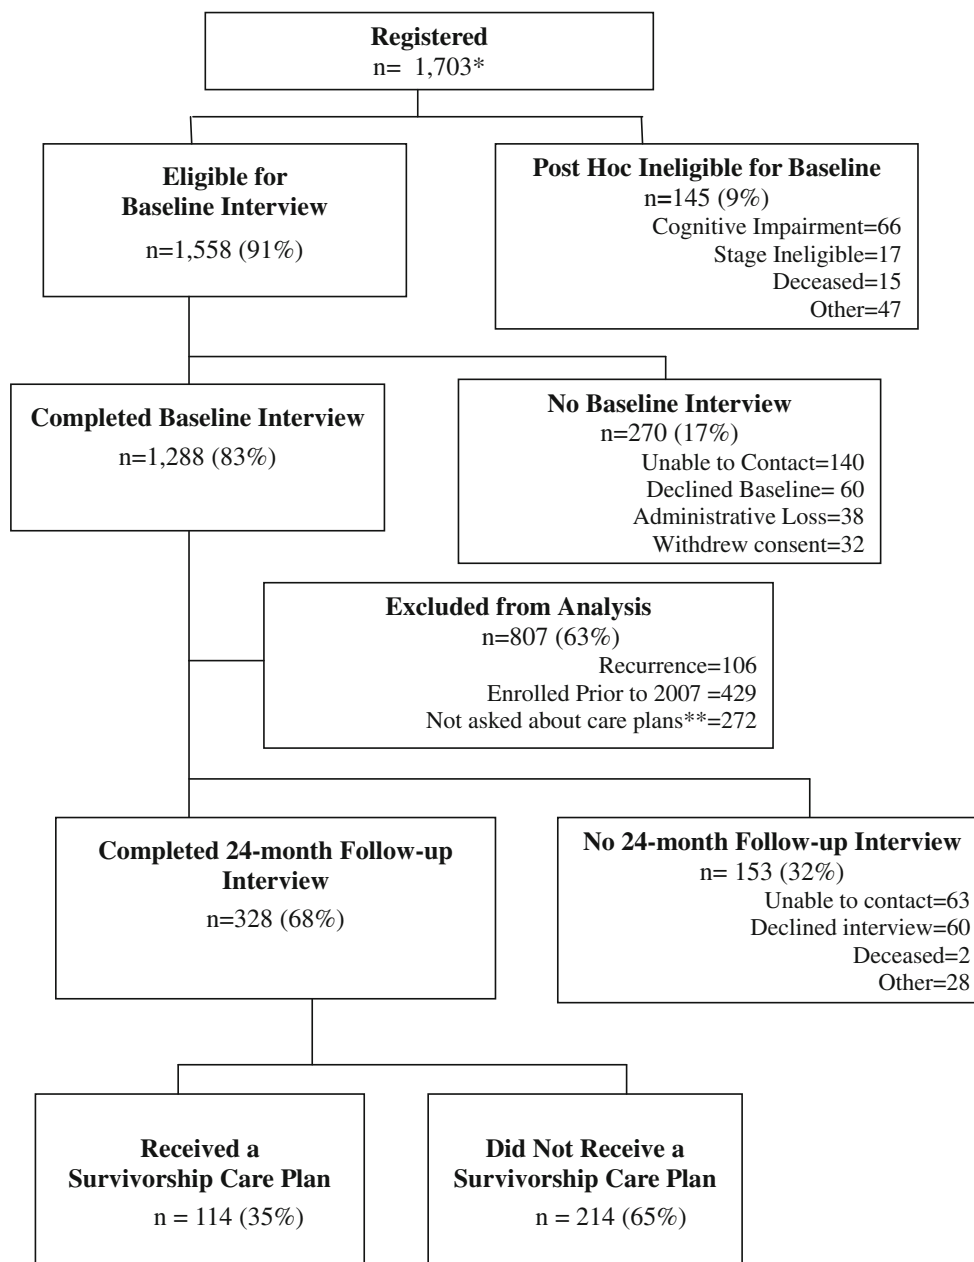 Registered
n= 1,703*
Eligible for
Baseline Interview
n=1,558 (91%)
Post Hoc Ineligible for Baseline
n=145 (9%)
Cognitive Impairment=66
Stage Ineligible=17
Deceased=15
Other=47
Completed Baseline Interview
n=1,288 (83%)
No Baseline Interview
n=270 (17%)
Unable to Contact=140
Declined Baseline= 60
Administrative Loss=38
Withdrew consent=32
Excluded from Analysis
n=807 (63%)
Recurrence=106
Enrolled Prior to 2007 =429
Not asked about care plans**=272
Completed 24-month Follow-up
Interview
n=328 (68%)
No 24-month Follow-up Interview
n= 153 (32%)
Unable to contact=63
Declined interview=60
Deceased=2
Other=28
Received a
Survivorship Care Plan
n = 114 (35%)
Did Not Receive a
Survivorship Care Plan
n = 214 (65%)